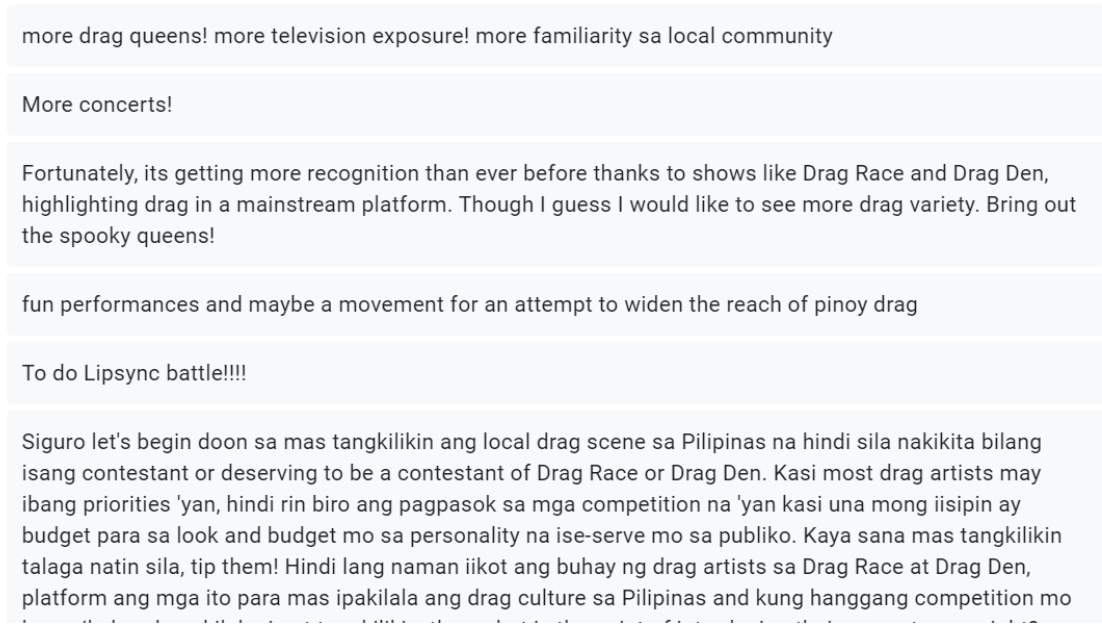 more drag queens! more television exposure! more familiarity sa local community
More concerts!
Fortunately, its getting more recognition than ever before thanks to shows like Drag Race and Drag Den,
highlighting drag in a mainstream platform. Though I guess I would like to see more drag variety. Bring out
the spooky queens!
fun performances and maybe a movement for an attempt to widen the reach of pinoy drag
To do Lipsync battle!!!!
Siguro let's begin doon sa mas tangkilikin ang local drag scene sa Pilipinas na hindi sila nakikita bilang
isang contestant or deserving to be a contestant of Drag Race or Drag Den. Kasi most drag artists may
ibang priorities 'yan, hindi rin biro ang pagpasok sa mga competition na 'yan kasi una mong iisipin ay
budget para sa look and budget mo sa personality na ise-serve mo sa publiko. Kaya sana mas tangkilikin
talaga natin sila, tip them! Hindi lang naman iikot ang buhay ng drag artists sa Drag Race at Drag Den,
platform ang mga ito para mas ipakilala ang drag culture sa Pilipinas and kung hanggang competition mo